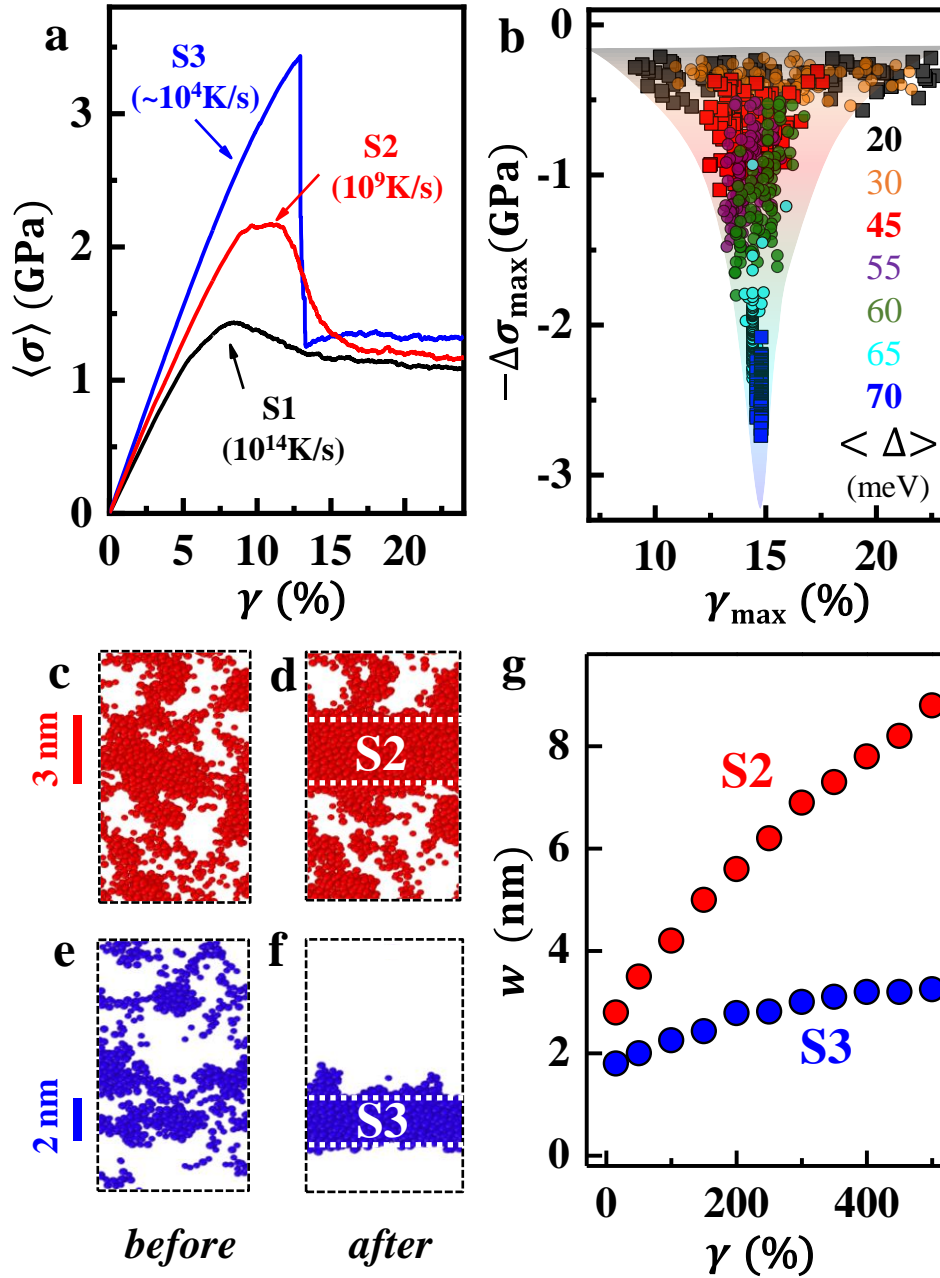 a
3
2
1
0
⟨σ⟩ (GPa)
S3
(~10⁴K/s)
S2
(10⁹K/s)
S1
(10¹⁴K/s)
0 5 10 15 20
γ (%)
b
0
-1
-2
-3
−Δσmax(GPa)
20
30
45
55
60
65
70
< Δ>
(meV)
10 15 20
γmax (%)
c
3 nm
d
S2
e
2 nm
f
S3
before
after
g
8
6
4
2
0
w (nm)
S2
S3
0 200 400
γ (%)